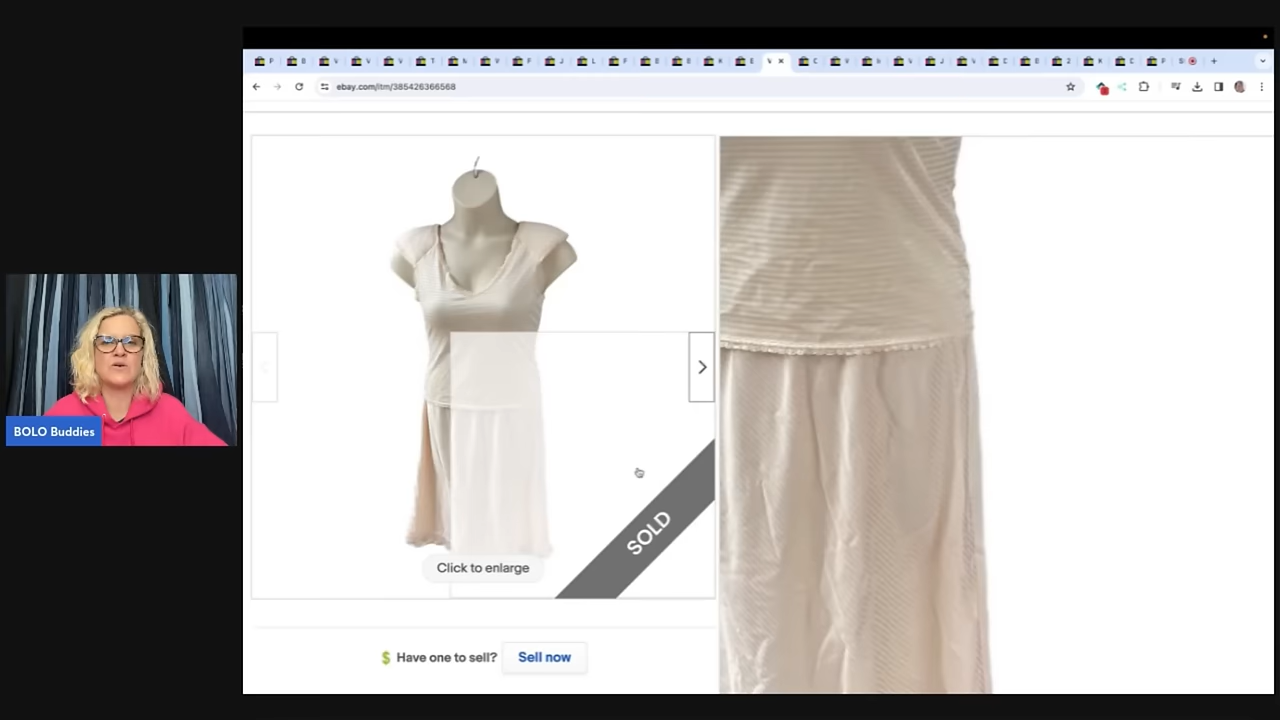 ebay.com/itm/385426366568
SOLD
Click to enlarge
Have one to sell?
Sell now
BOLO Buddies